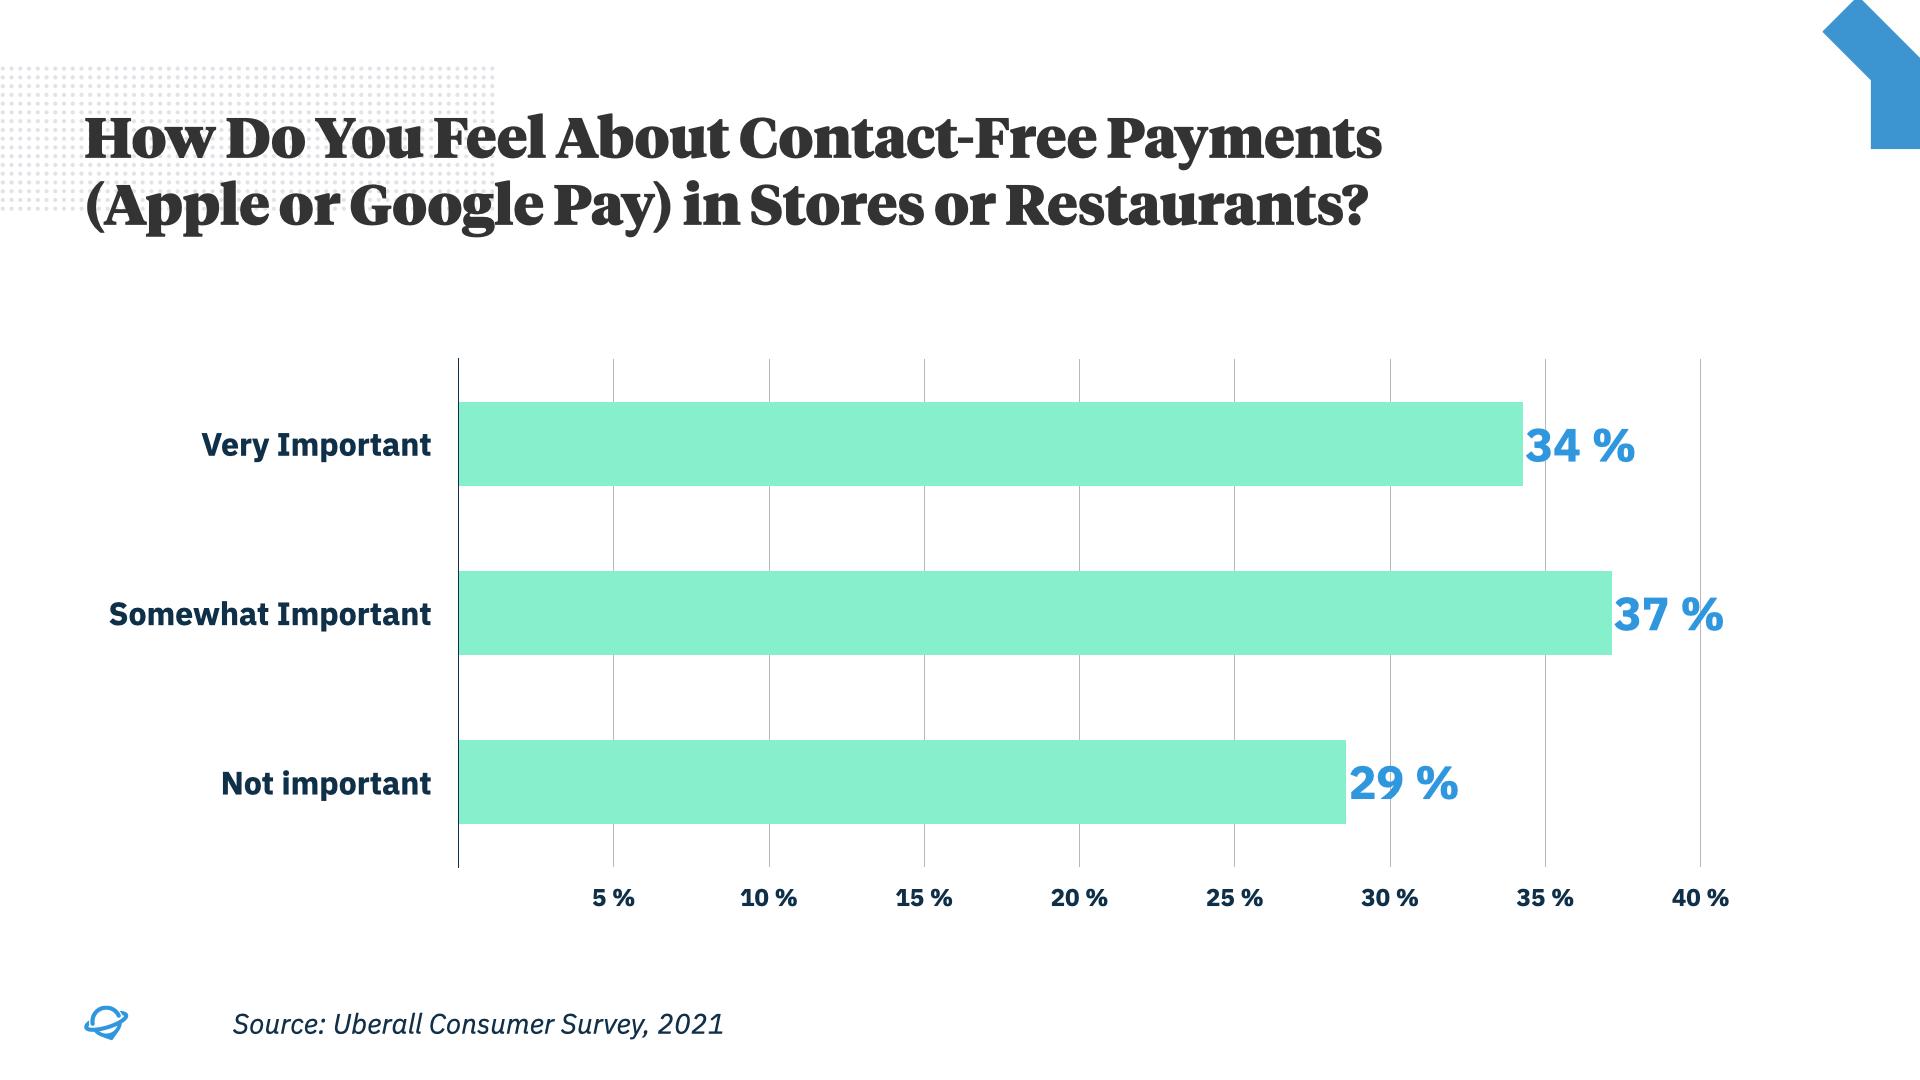 How Do You Feel About Contact-Free Payments
(Apple or Google Pay) in Stores or Restaurants?
Very Important
34 %
Somewhat Important
37 %
Not important
29 %
5 %
10 %
15 %
20 %
25 %
30 %
35 %
40 %
Source: Uberall Consumer Survey, 2021